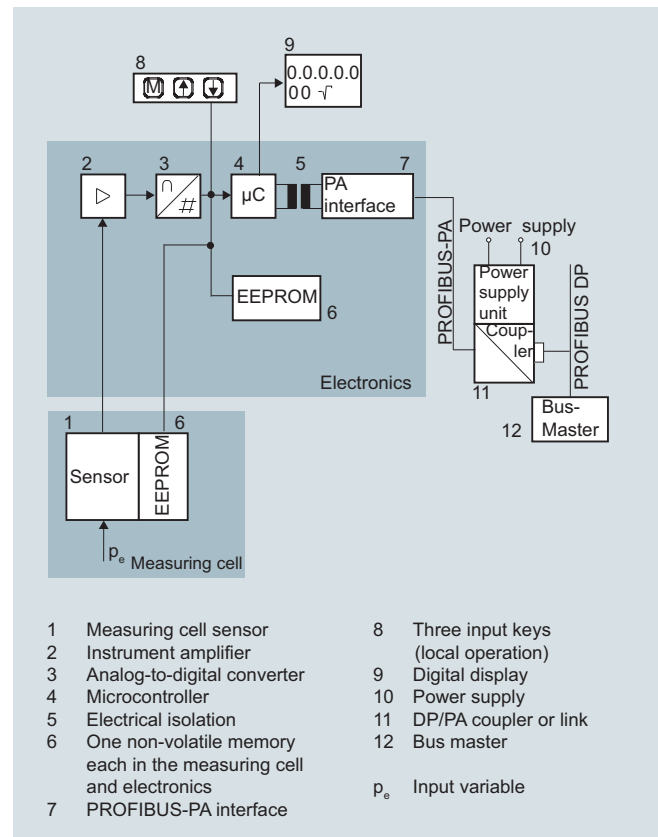 8
M
9
0.0.0.0.0
00 √
2
3
4
5
7
∩
#
µC
PA
interface
EEPROM
6
Electronics
PROFIBUS-PA
Power supply
10
Power
supply
unit
Coup-
ler
11
PROFIBUS DP
12
Bus-
Master
1
6
Sensor
EEPROM
pe Measuring cell
1 Measuring cell sensor
2 Instrument amplifier
3 Analog-to-digital converter
4 Microcontroller
5 Electrical isolation
6 One non-volatile memory
each in the measuring cell
and electronics
7 PROFIBUS-PA interface
8 Three input keys
(local operation)
9 Digital display
10 Power supply
11 DP/PA coupler or link
12 Bus master
pe Input variable